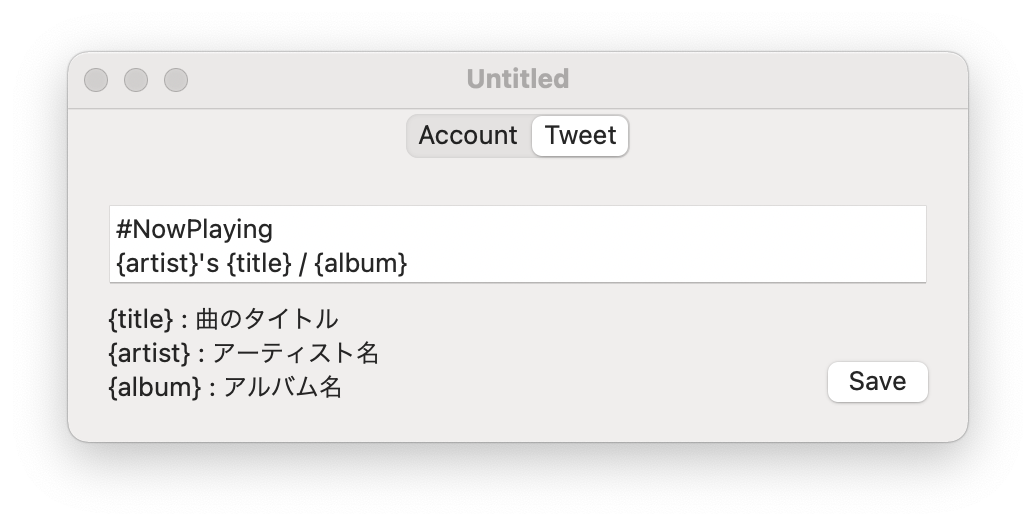 Untitled
Account Tweet
#NowPlaying
{artist}'s {title} / {album}
{title} : 曲のタイトル
{artist} : アーティスト名
{album} : アルバム名
Save